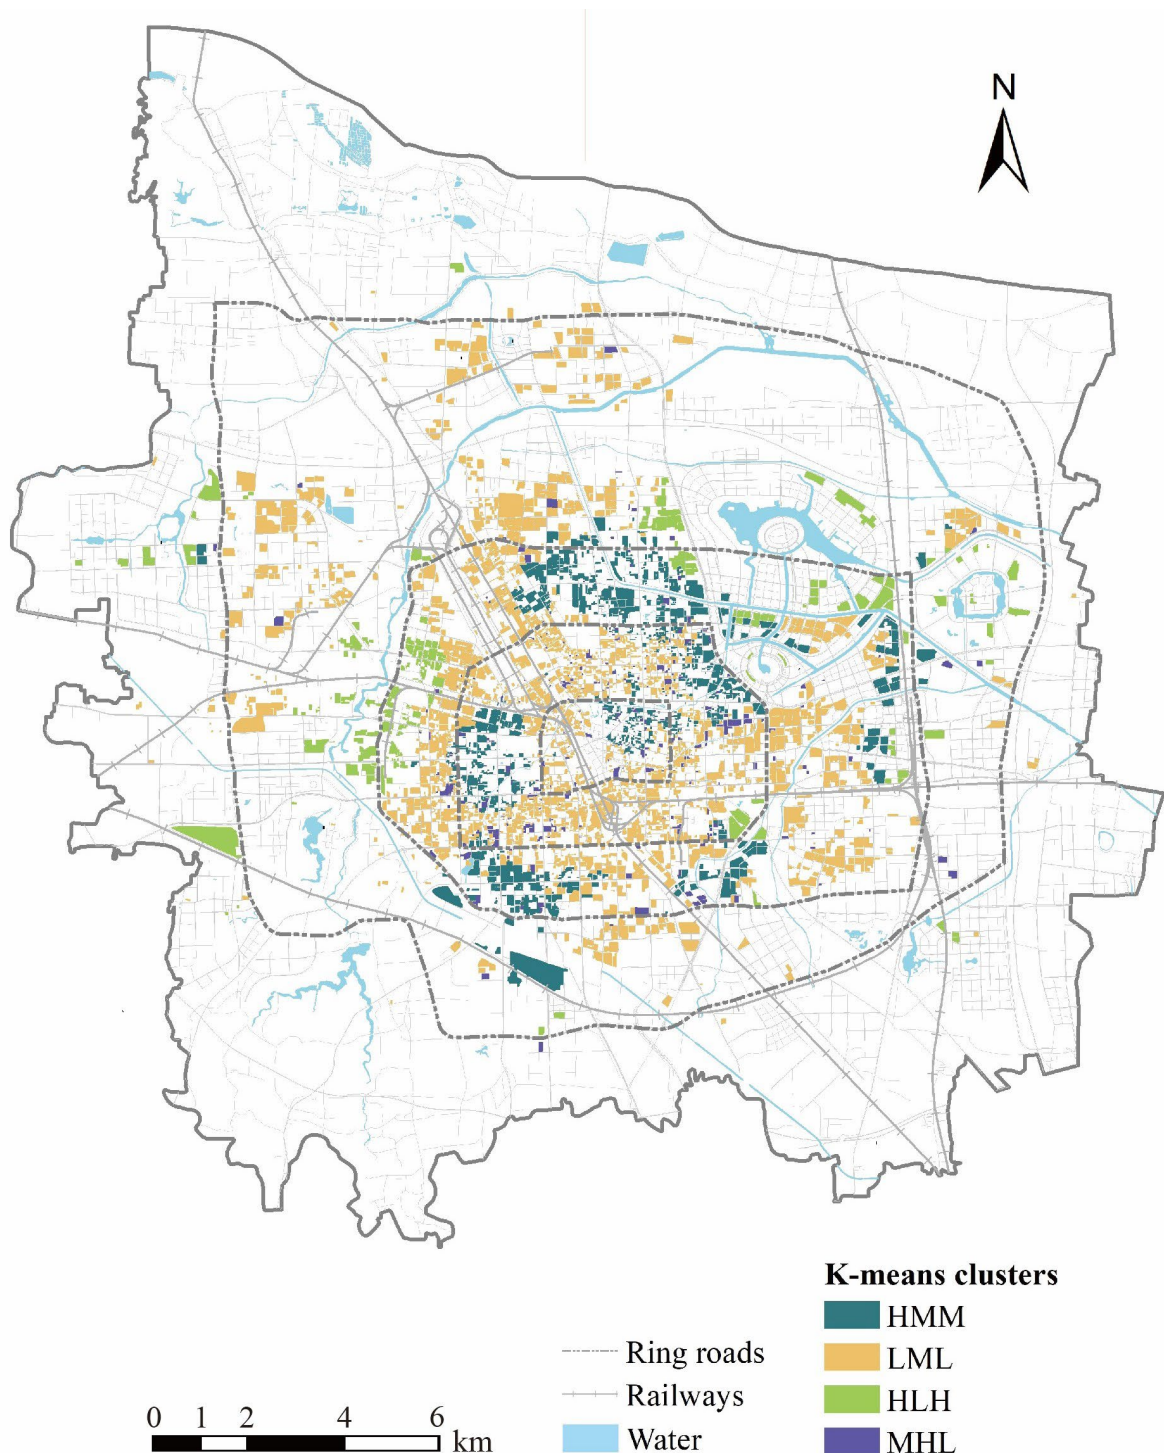 N
K-means clusters
HMM
LML
HLH
MHL
Ring roads
Railways
Water
0 1 2 4 6
km